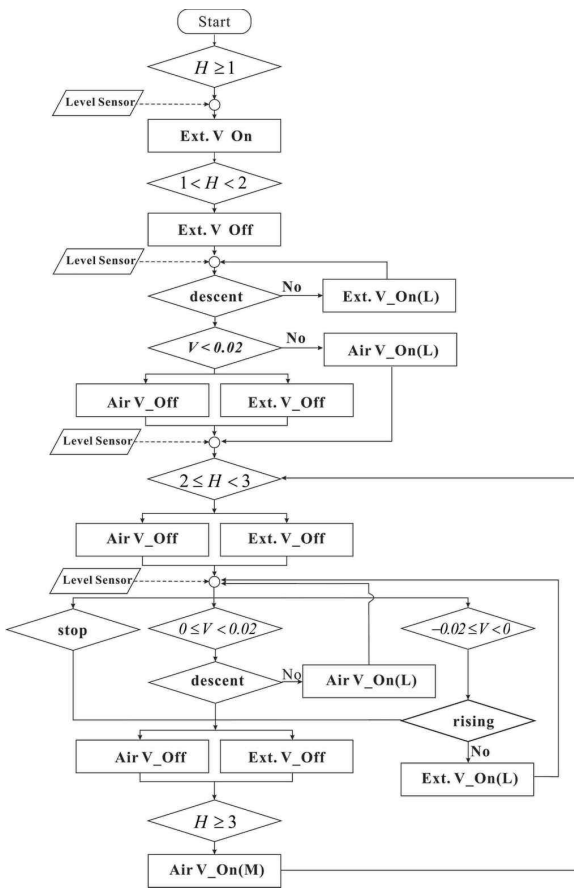 Start
H ≥ 1
Level Sensor
Ext. V On
1 < H < 2
Ext. V Off
Level Sensor
descent
No
Ext. V_On(L)
V < 0.02
No
Air V_On(L)
Air V_Off
Ext. V_Off
Level Sensor
2 ≤ H < 3
Air V_Off
Ext. V_Off
Level Sensor
stop
0 ≤ V < 0.02
−0.02 ≤ V < 0
descent
No
Air V_On(L)
rising
No
Air V_Off
Ext. V_Off
Ext. V_On(L)
H ≥ 3
Air V_On(M)